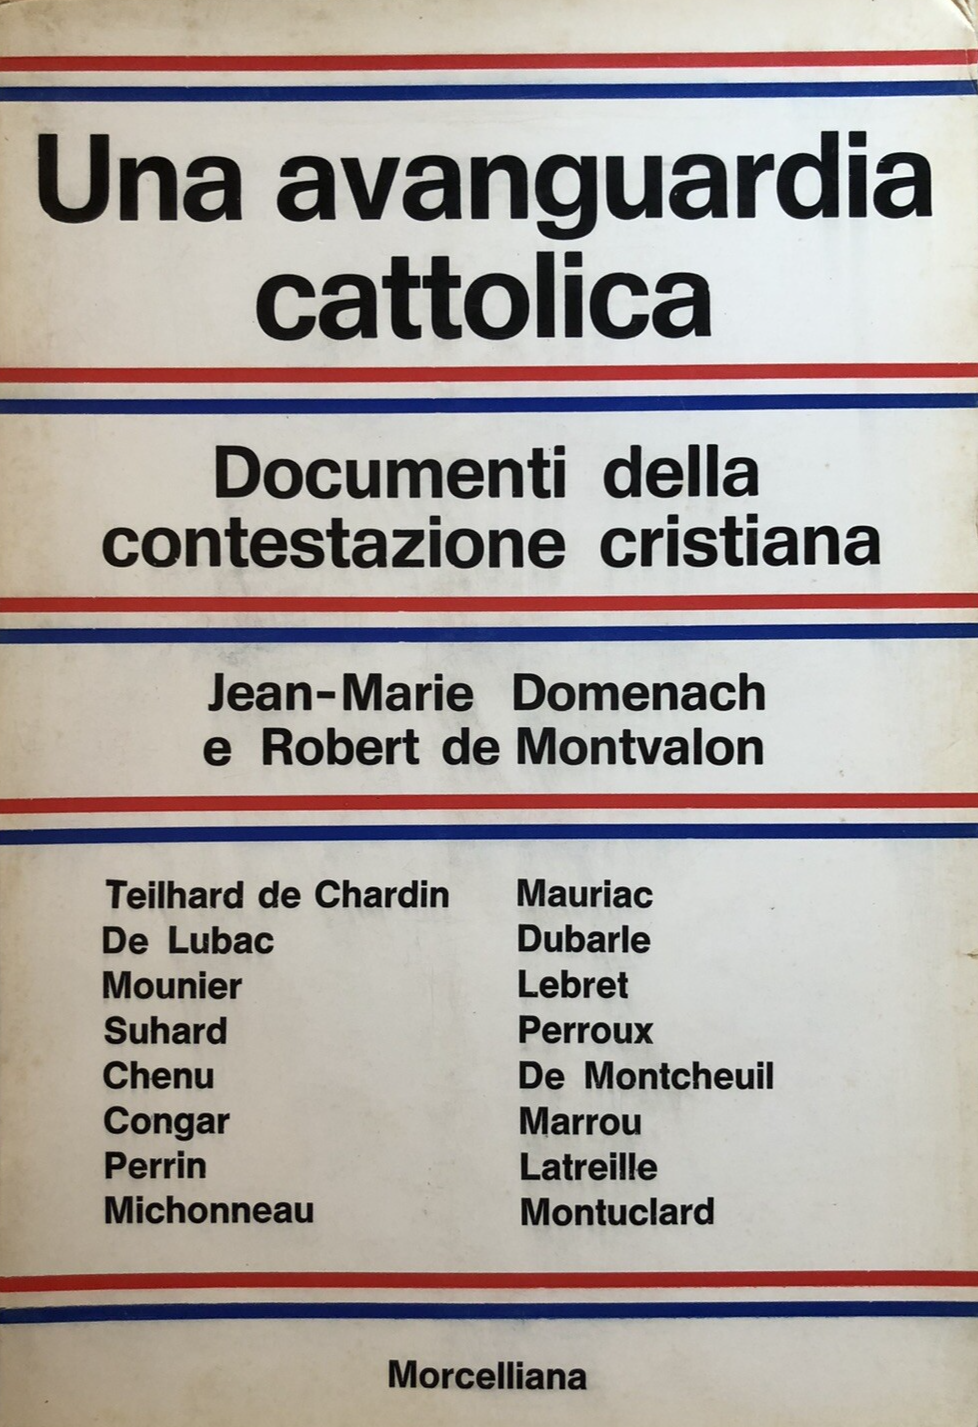 Una avanguardia
cattolica
Documenti della
contestazione cristiana
Jean-Marie Domenach
e Robert de Montvalon
Teilhard de Chardin
De Lubac
Mounier
Suhard
Chenu
Congar
Perrin
Michonneau
Mauriac
Dubarle
Lebret
Perroux
De Montcheuil
Marrou
Latreille
Montuclard
Morcelliana